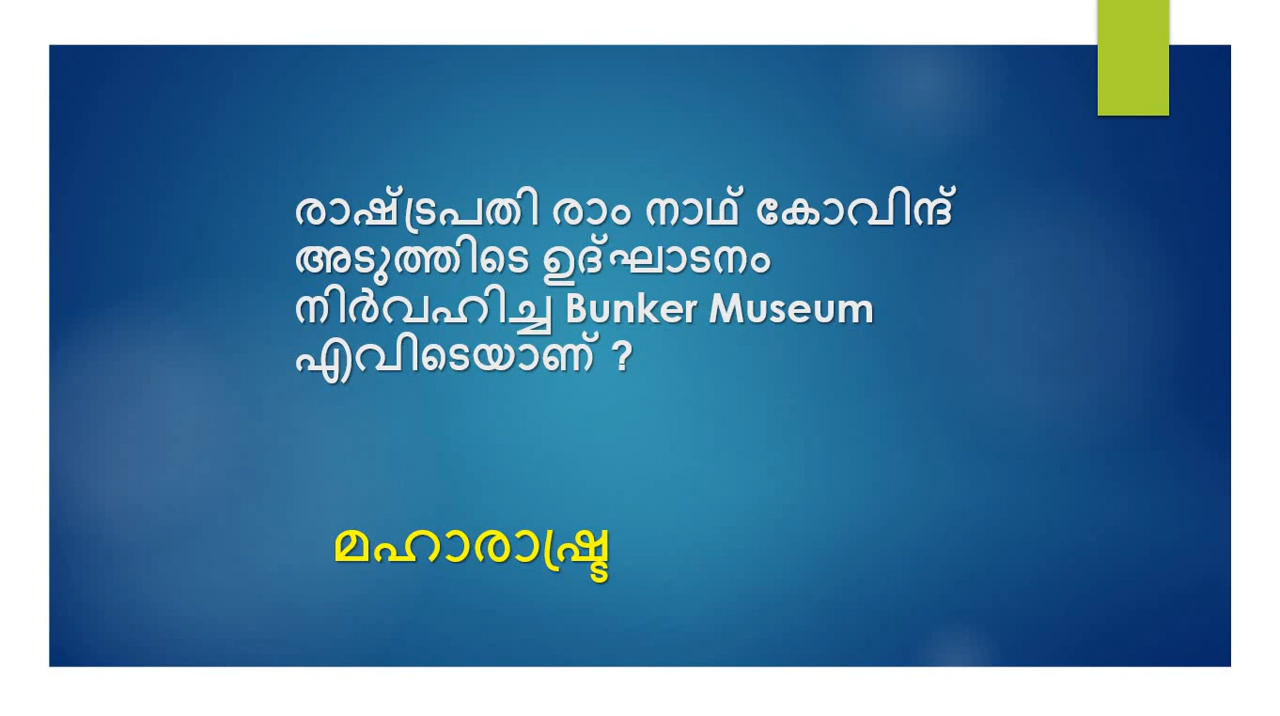 രാഷ്ട്രപതി രാം നാഥ് കോവിന്ദ്
അടുത്തിടെ ഉദ്ഘാടനം
നിർവഹിച്ച Bunker Museum
എവിടെയാണ് ?
മഹാരാഷ്ട്ര